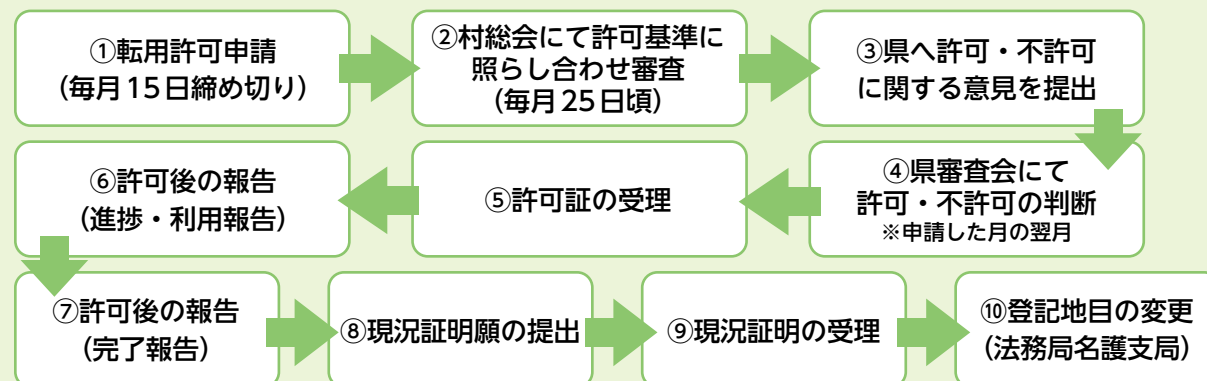 ①転用許可申請
（毎月15日締め切り）
②村総会にて許可基準に
照らし合わせ審査
（毎月25日頃）
③県へ許可・不許可
に関する意見を提出
④県審査会にて
許可・不許可の判断
※申請した月の翌月
⑤許可証の受理
⑥許可後の報告
（進捗・利用報告）
⑦許可後の報告
（完了報告）
⑧現況証明願の提出
⑨現況証明の受理
⑩登記地目の変更
（法務局名護支局）